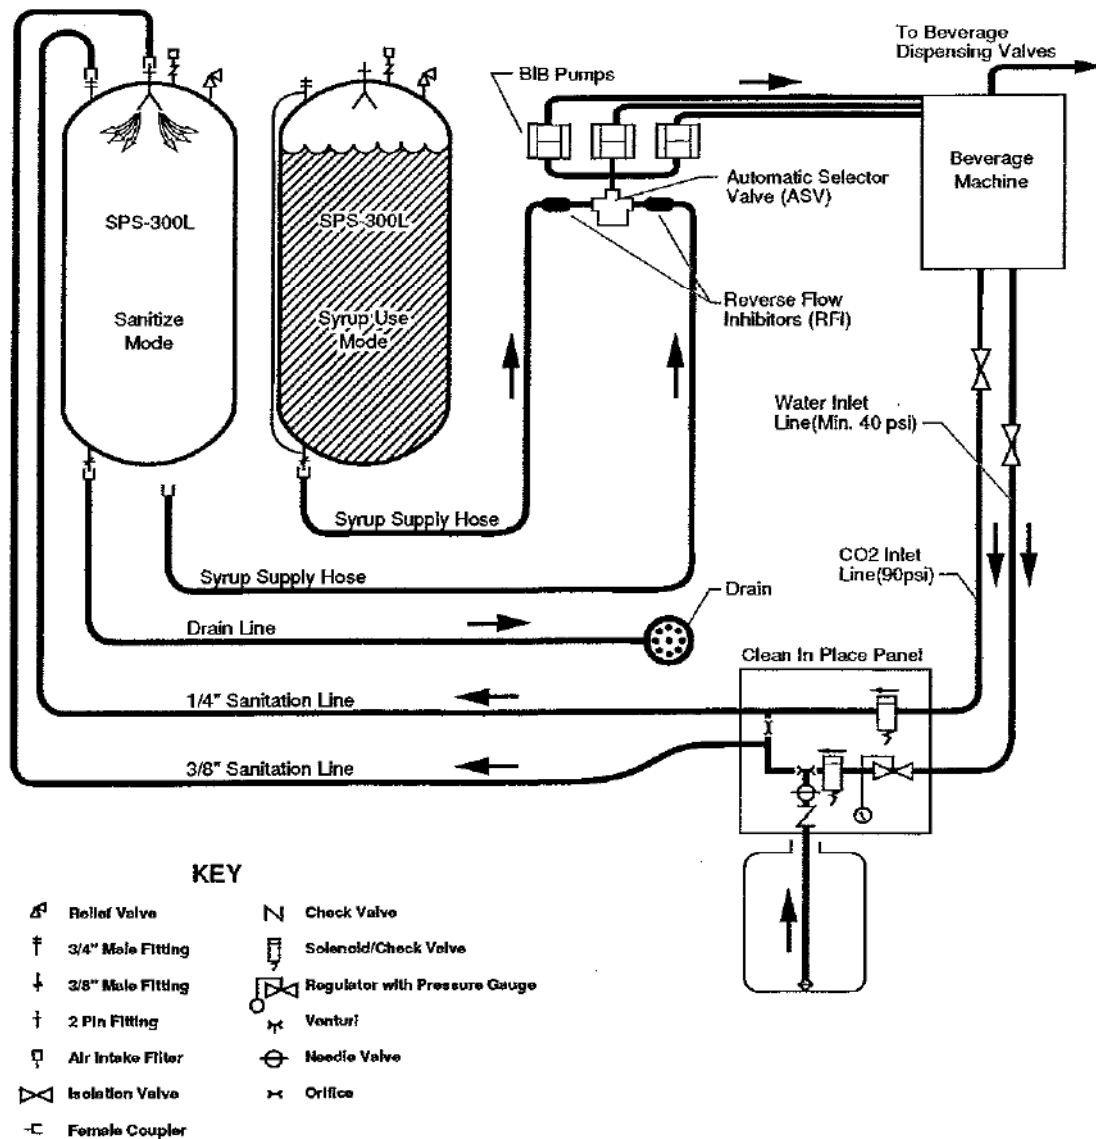 To Beverage
Dispensing Valves
BIB Pumps
Beverage
Machine
Automatic Selector
Valve (ASV)
SPS-300L
SPS-300L
Reverse Flow
Inhibitors (RFI)
Sanitize
Mode
Syrup Use
Mode
Water Inlet
Line(Min. 40 psi)
Syrup Supply Hose
CO2 Inlet
Line(90psi)
Syrup Supply Hose
Drain
Drain Line
Clean In Place Panel
1/4" Sanitation Line
3/8" Sanitation Line
KEY
Relief Valve
3/4" Male Fitting
3/8" Male Fitting
2 Pin Fitting
Air Intake Filter
Isolation Valve
Female Coupler
Check Valve
Solenoid/Check Valve
Regulator with Pressure Gauge
Venturi
Needle Valve
Orifice